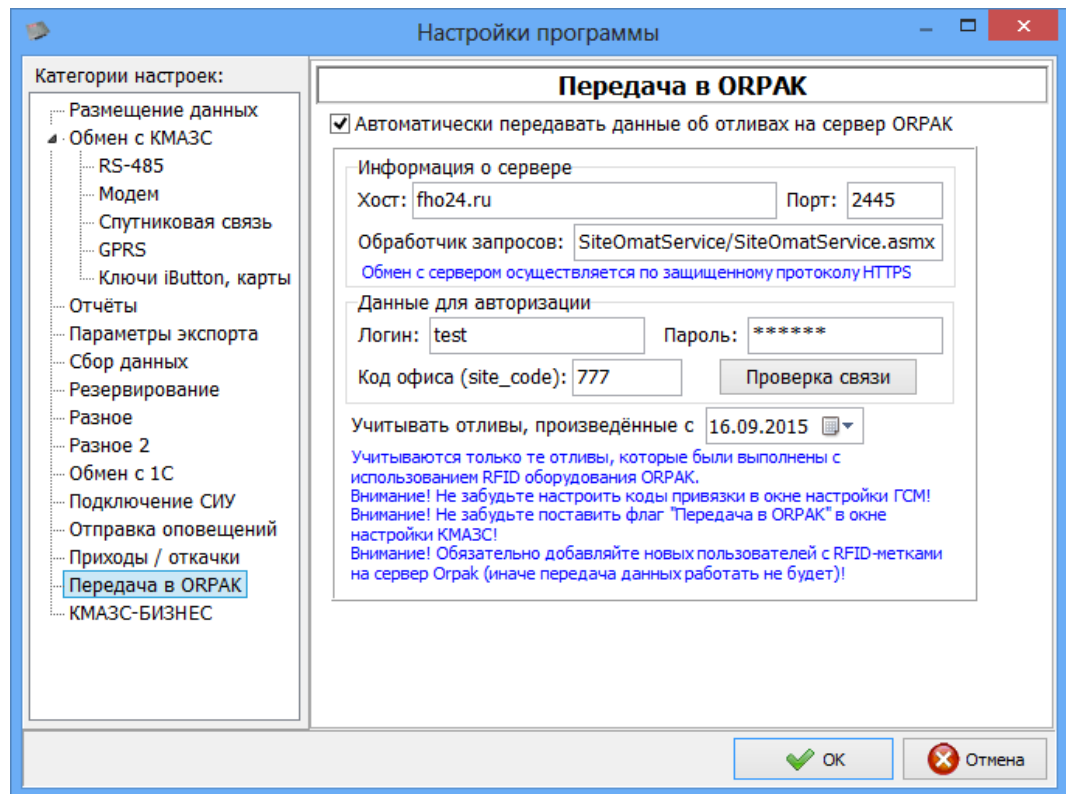 Настройки программы
Категории настроек:
Размещение данных
Обмен с КМАЗС
RS-485
Модем
Спутниковая связь
GPRS
Ключи iButton, карты
Отчёты
Параметры экспорта
Сбор данных
Резервирование
Разное
Разное 2
Обмен с 1С
Подключение СИУ
Отправка оповещений
Приходы / откачки
Передача в ORPAK
КМАЗС-БИЗНЕС
Передача в ORPAK
Автоматически передавать данные об отливах на сервер ORPAK
Информация о сервере
Хост: fho24.ru Порт: 2445
Обработчик запросов: SiteOmatService/SiteOmatService.asmx
Обмен с сервером осуществляется по защищенному протоколу HTTPS
Данные для авторизации
Логин: test Пароль: ******
Код офиса (site_code): 777 Проверка связи
Учитывать отливы, произведённые с 16.09.2015
Учитываются только те отливы, которые были выполнены с
использованием RFID оборудования ORPAK.
Внимание! Не забудьте настроить коды привязки в окне настройки ГСМ!
Внимание! Не забудьте поставить флаг "Передача в ORPAK" в окне
настройки КМАЗС!
Внимание! Обязательно добавляйте новых пользователей с RFID-метками
на сервер Orpak (иначе передача данных работать не будет)!
OK Отмена